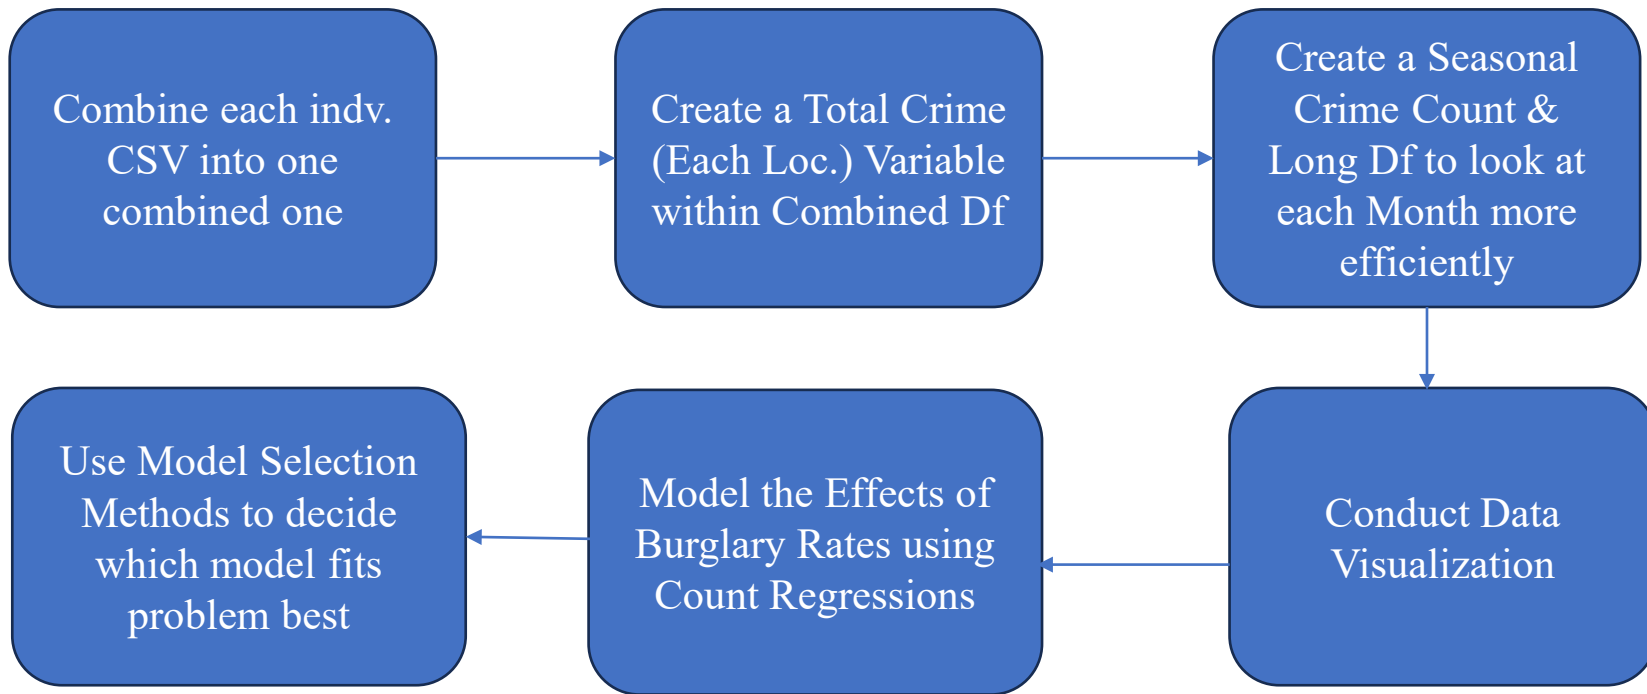 Combine each indv.
CSV into one
combined one
Create a Total Crime
(Each Loc.) Variable
within Combined Df
Create a Seasonal
Crime Count &
Long Df to look at
each Month more
efficiently
Conduct Data
Visualization
Model the Effects of
Burglary Rates using
Count Regressions
Use Model Selection
Methods to decide
which model fits
problem best